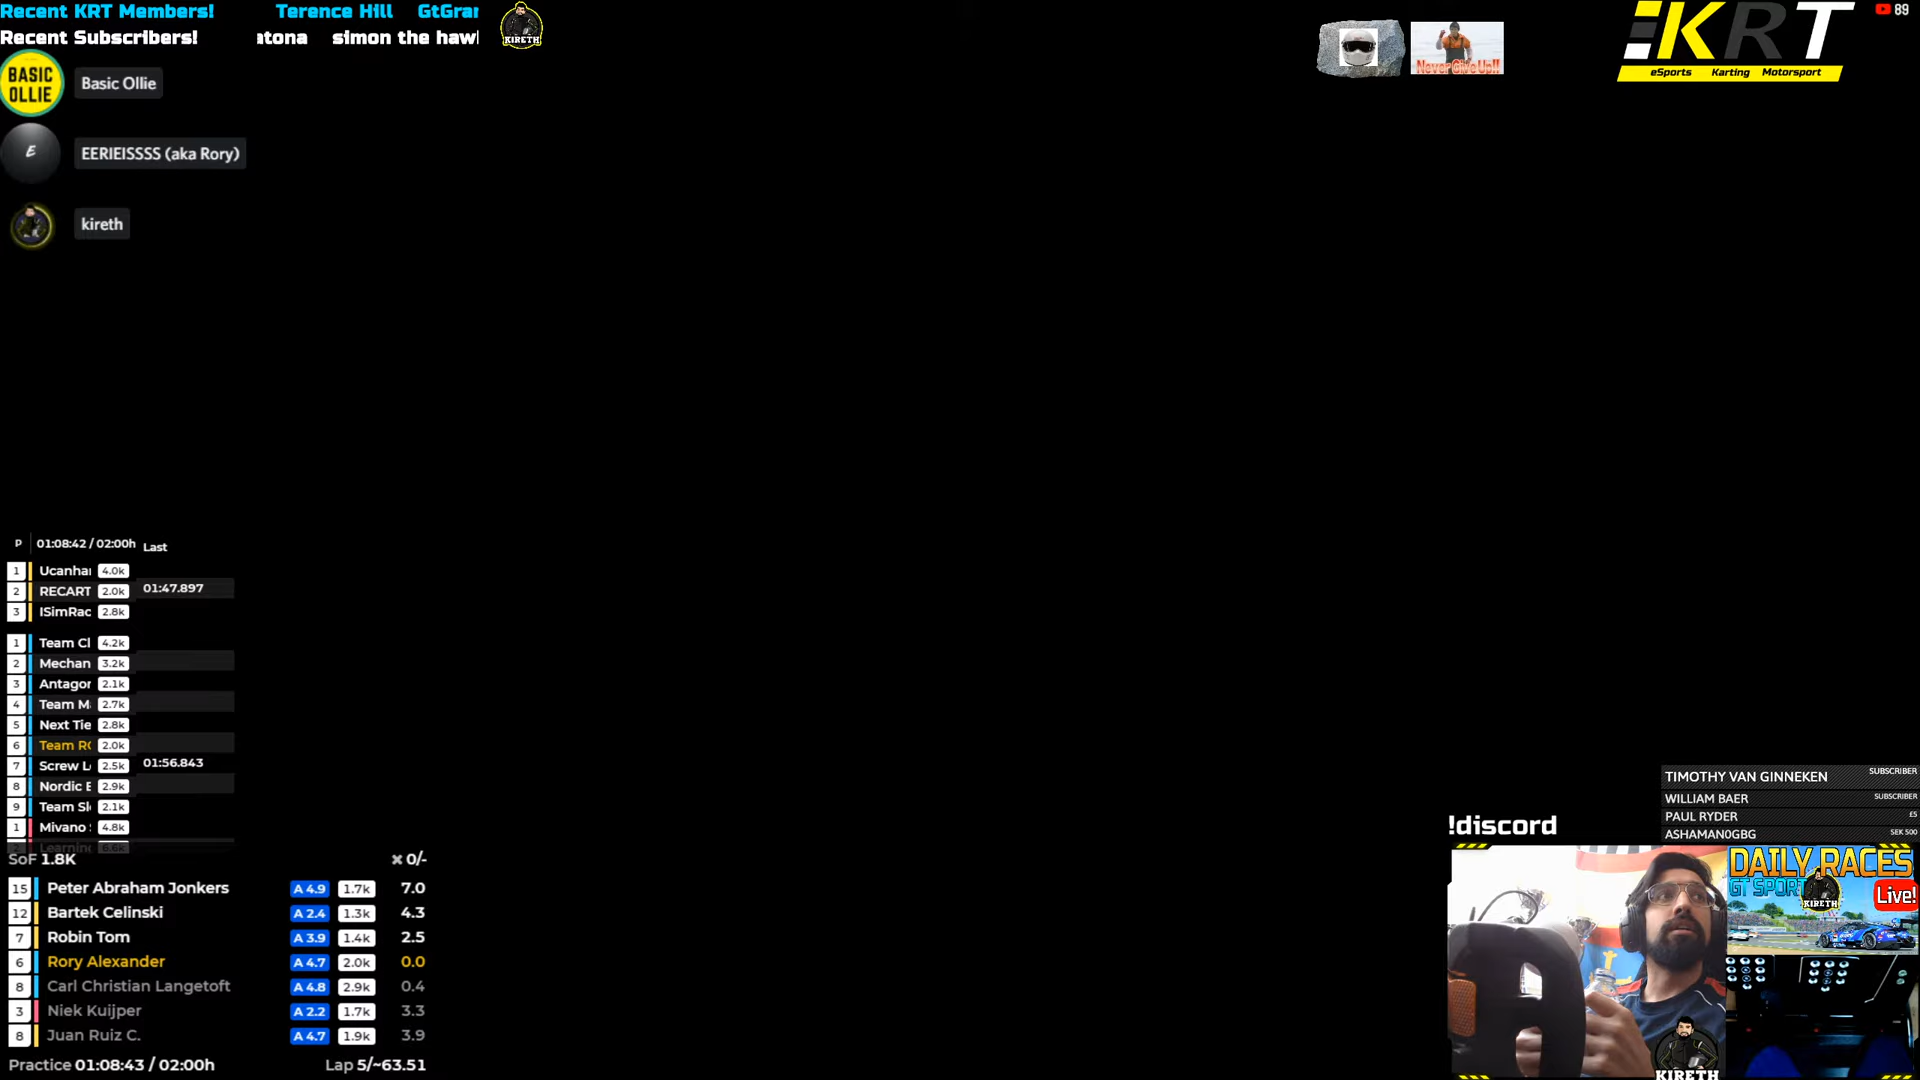 Recent KRT Members! Terence Hill GtGrar
Recent Subscribers! atona simon the hawl
KIRETH
Never Give Up!!
KRT
eSports Karting Motorsport
89
BASIC OLLIE
Basic Ollie
E
EERIEISSSS (aka Rory)
kireth
P 01:08:42 / 02:00h Last
1 Ucanhai 4.0k
2 RECART 2.0k 01:47.897
3 ISimRac 2.8k
1 Team Cl 4.2k
2 Mechan 3.2k
3 Antagor 2.1k
4 Team M 2.7k
5 Next Tie 2.8k
6 Team R 2.0k
7 Screw L 2.5k 01:56.843
8 Nordic E 2.9k
9 Team Sl 2.1k
1 Mivano 4.8k
2 Learning 6.6k
SoF 1.8K × 0/-
15 Peter Abraham Jonkers A 4.9 1.7k 7.0
12 Bartek Celinski A 2.4 1.3k 4.3
7 Robin Tom A 3.9 1.4k 2.5
6 Rory Alexander A 4.7 2.0k 0.0
8 Carl Christian Langetoft A 4.8 2.9k 0.4
3 Niek Kuijper A 2.2 1.7k 3.3
8 Juan Ruiz C. A 4.7 1.9k 3.9
Practice 01:08:43 / 02:00h Lap 5/~63.51
TIMOTHY VAN GINNEKEN SUBSCRIBER
WILLIAM BAER SUBSCRIBER
PAUL RYDER £5
ASHAMAN0GBG SEK 500
!discord
DAILY RACES
GT SPORT
KIRETH
Live!
KIRETH